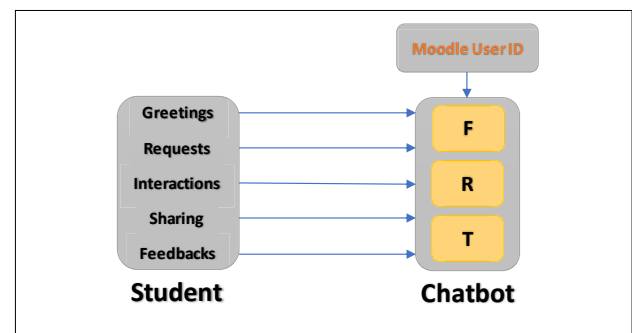 Moodle User ID
Greetings
Requests
Interactions
Sharing
Feedbacks
F
R
T
Student
Chatbot